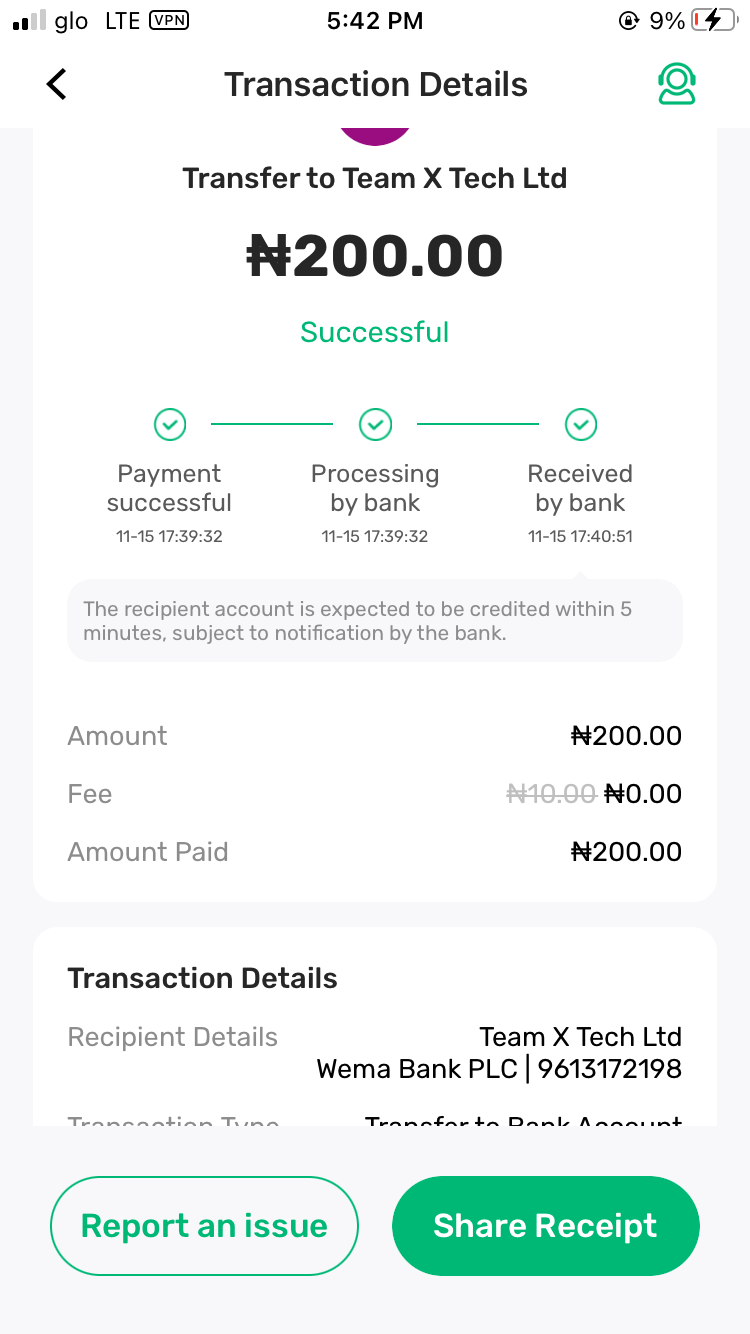 glo LTE VPN 5:42 PM 9%
Transaction Details
Transfer to Team X Tech Ltd
₦200.00
Successful
Payment successful
11-15 17:39:32
Processing by bank
11-15 17:39:32
Received by bank
11-15 17:40:51
The recipient account is expected to be credited within 5
minutes, subject to notification by the bank.
Amount ₦200.00
Fee ₦10.00 ₦0.00
Amount Paid ₦200.00
Transaction Details
Recipient Details Team X Tech Ltd
Wema Bank PLC | 9613172198
Transaction Type Transfer to Bank Account
Report an issue Share Receipt